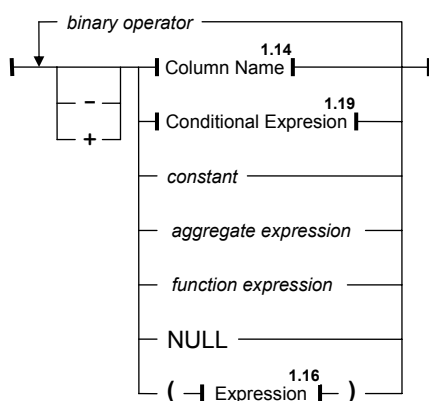 binary operator
1.14
Column Name
-
1.19
+
Conditional Expresion
constant
aggregate expression
function expression
NULL
1.16
( Expression )